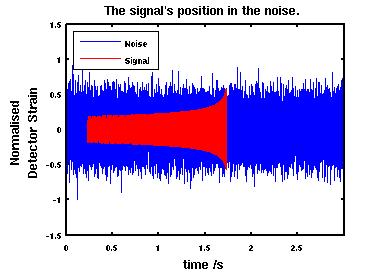 The signal's position in the noise.
1.5
Noise
Signal
1
0.5
0
-0.5
-1
-1.5
Normalised
Detector Strain
0 0.5 1 1.5 2 2.5
time /s